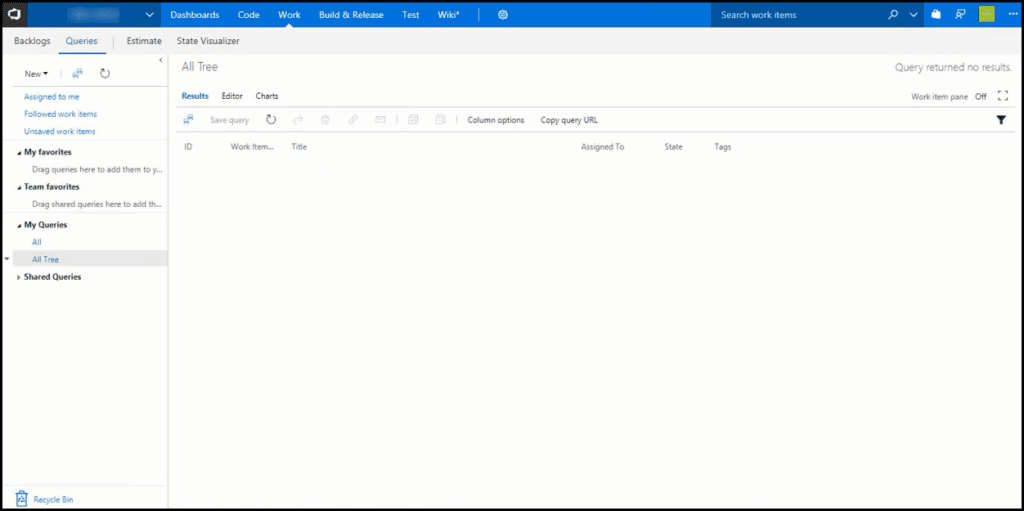 Dashboards Code Work Build & Release Test Wiki* Search work items
Backlogs Queries Estimate State Visualizer
New
Assigned to me
Followed work items
Unsaved work items
My favorites
Drag queries here to add them to y...
Team favorites
Drag shared queries here to add th...
My Queries
All
All Tree
Shared Queries
Recycle Bin
All Tree Query returned no results.
Results Editor Charts Work item pane Off
Save query Column options Copy query URL
ID Work Item... Title Assigned To State Tags